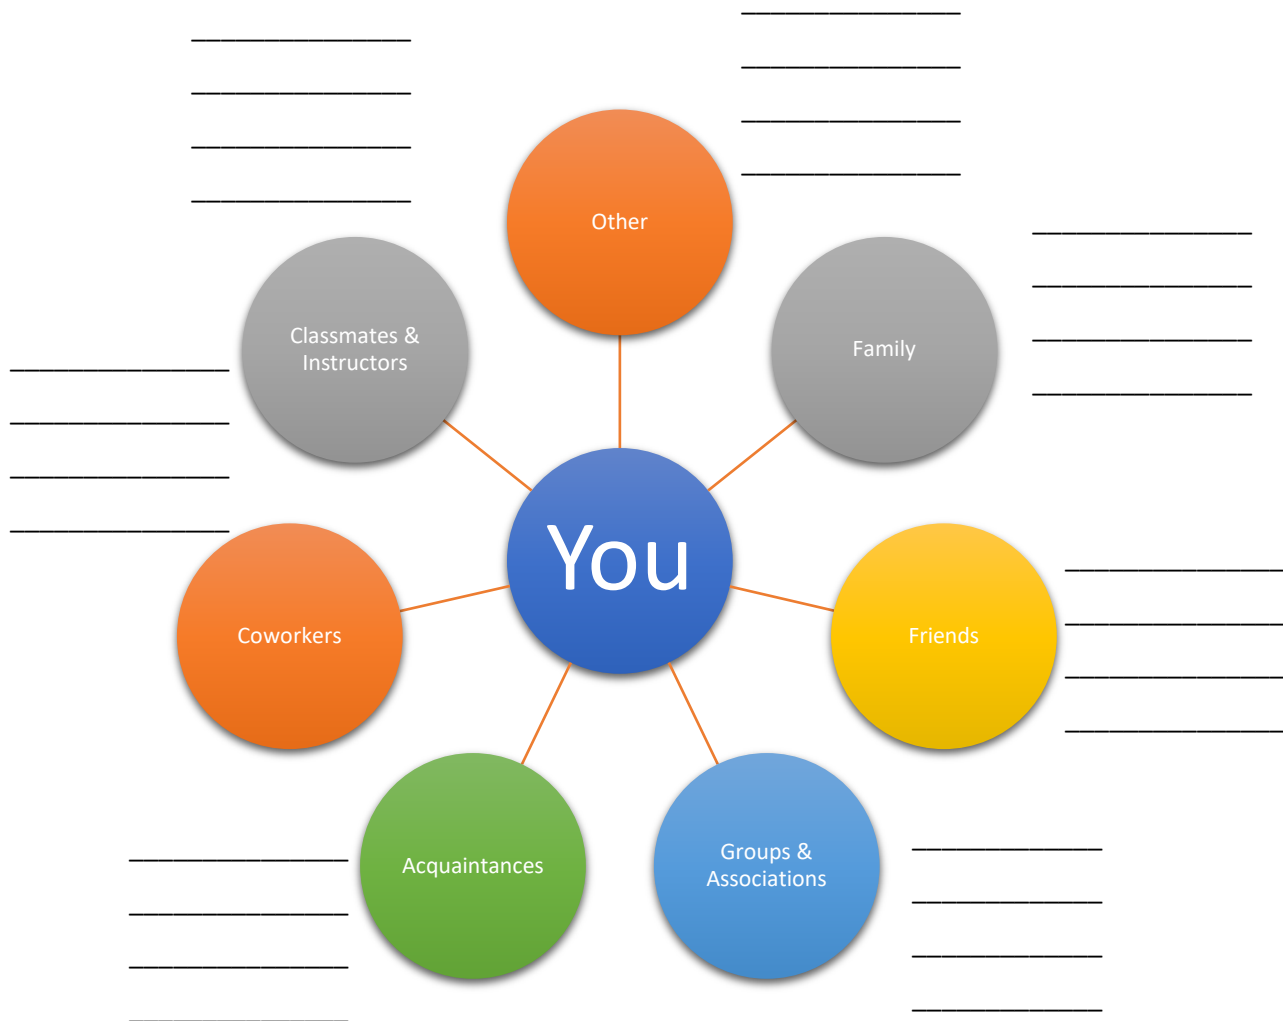 Other
Classmates &
Instructors
Family
You
Coworkers
Friends
Acquaintances
Groups &
Associations